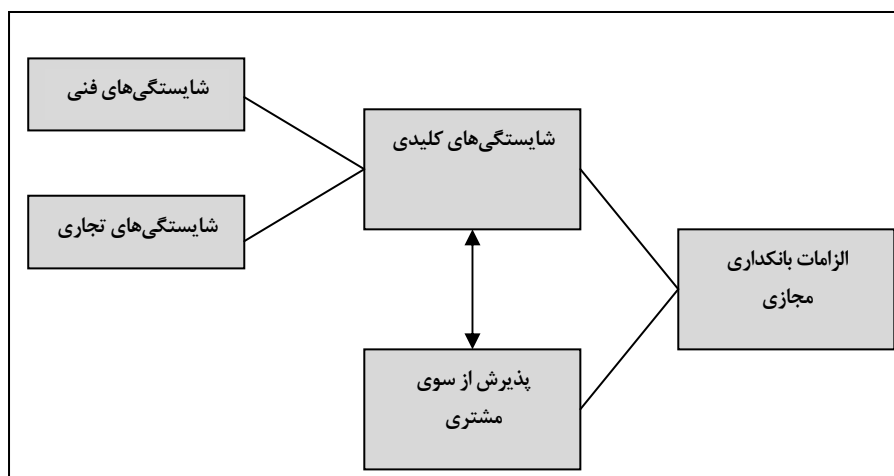 شایستگی‌های فنی
شایستگی‌های کلیدی
شایستگی‌های تجاری
الزامات بانکداری
مجازی
پذیرش از سوی
مشتری